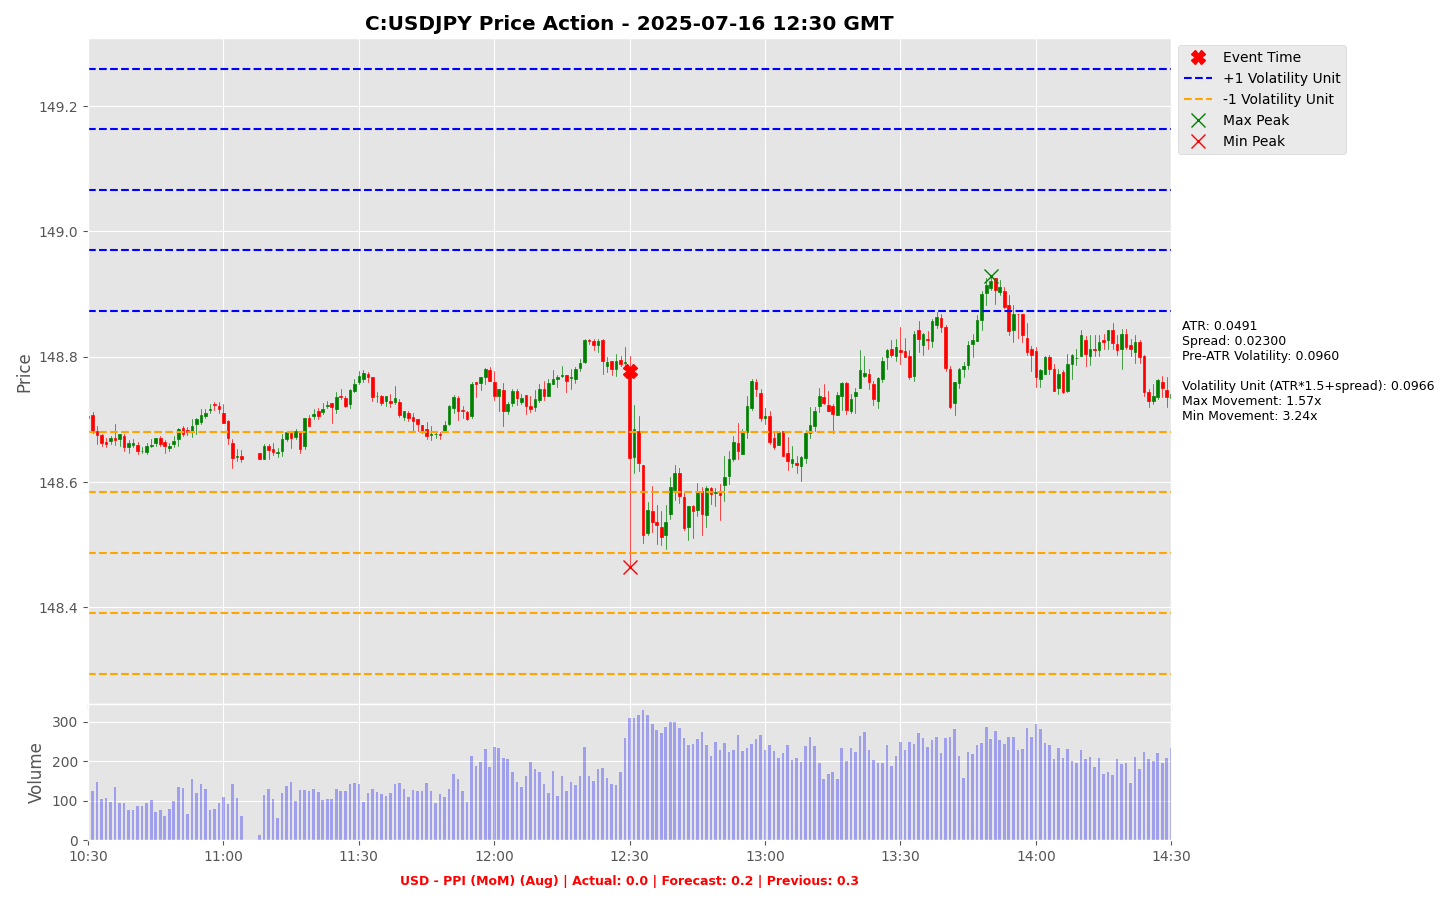 C:USDJPY Price Action - 2025-07-16 12:30 GMT
Event Time
+1 Volatility Unit
-1 Volatility Unit
Max Peak
Min Peak
149.2
149.0
148.8
148.6
148.4
Price
ATR: 0.0491
Spread: 0.02300
Pre-ATR Volatility: 0.0960
Volatility Unit (ATR*1.5+spread): 0.0966
Max Movement: 1.57x
Min Movement: 3.24x
300
200
100
0
Volume
10:30 11:00 11:30 12:00 12:30 13:00 13:30 14:00 14:30
USD - PPI (MoM) (Aug) | Actual: 0.0 | Forecast: 0.2 | Previous: 0.3